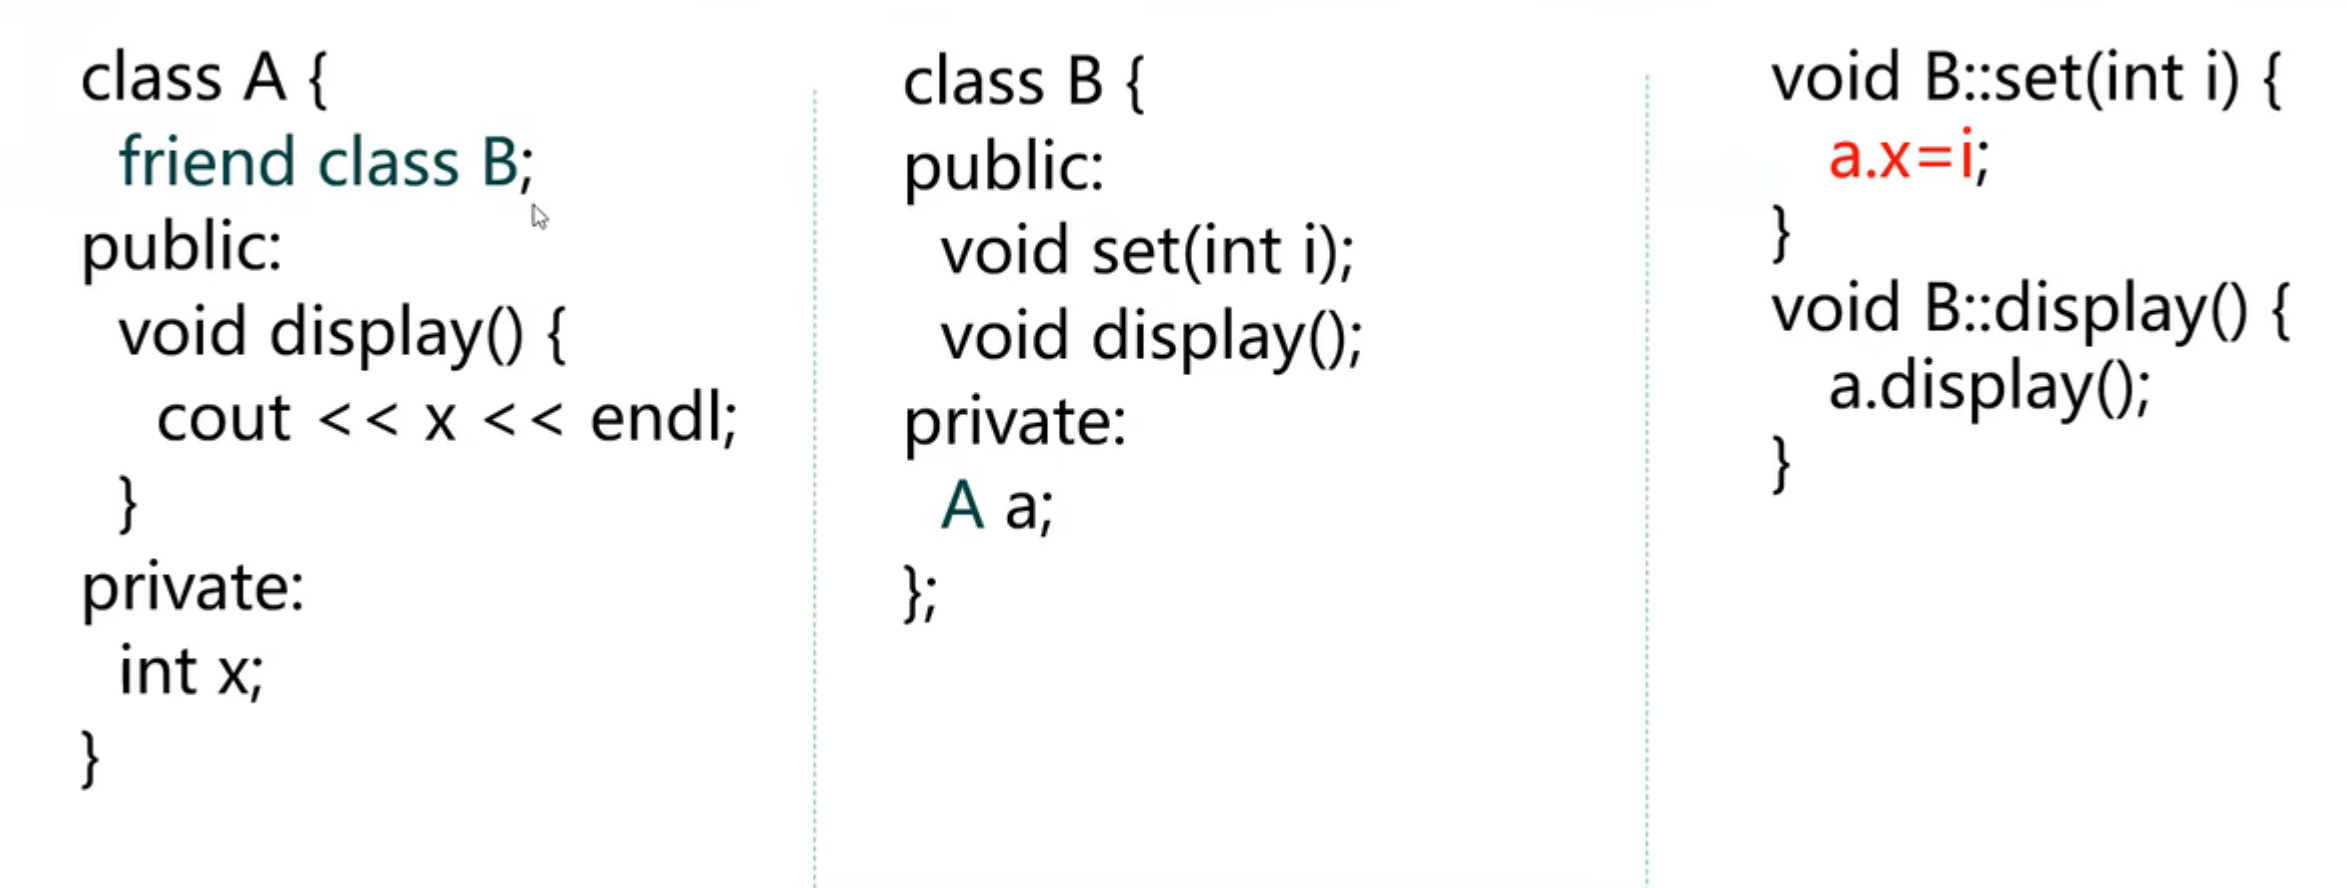 class A {
friend class B;
public:
void display() {
cout << x << endl;
}
private:
int x;
}
class B {
public:
void set(int i);
void display();
private:
A a;
};
void B::set(int i) {
a.x=i;
}
void B::display() {
a.display();
}